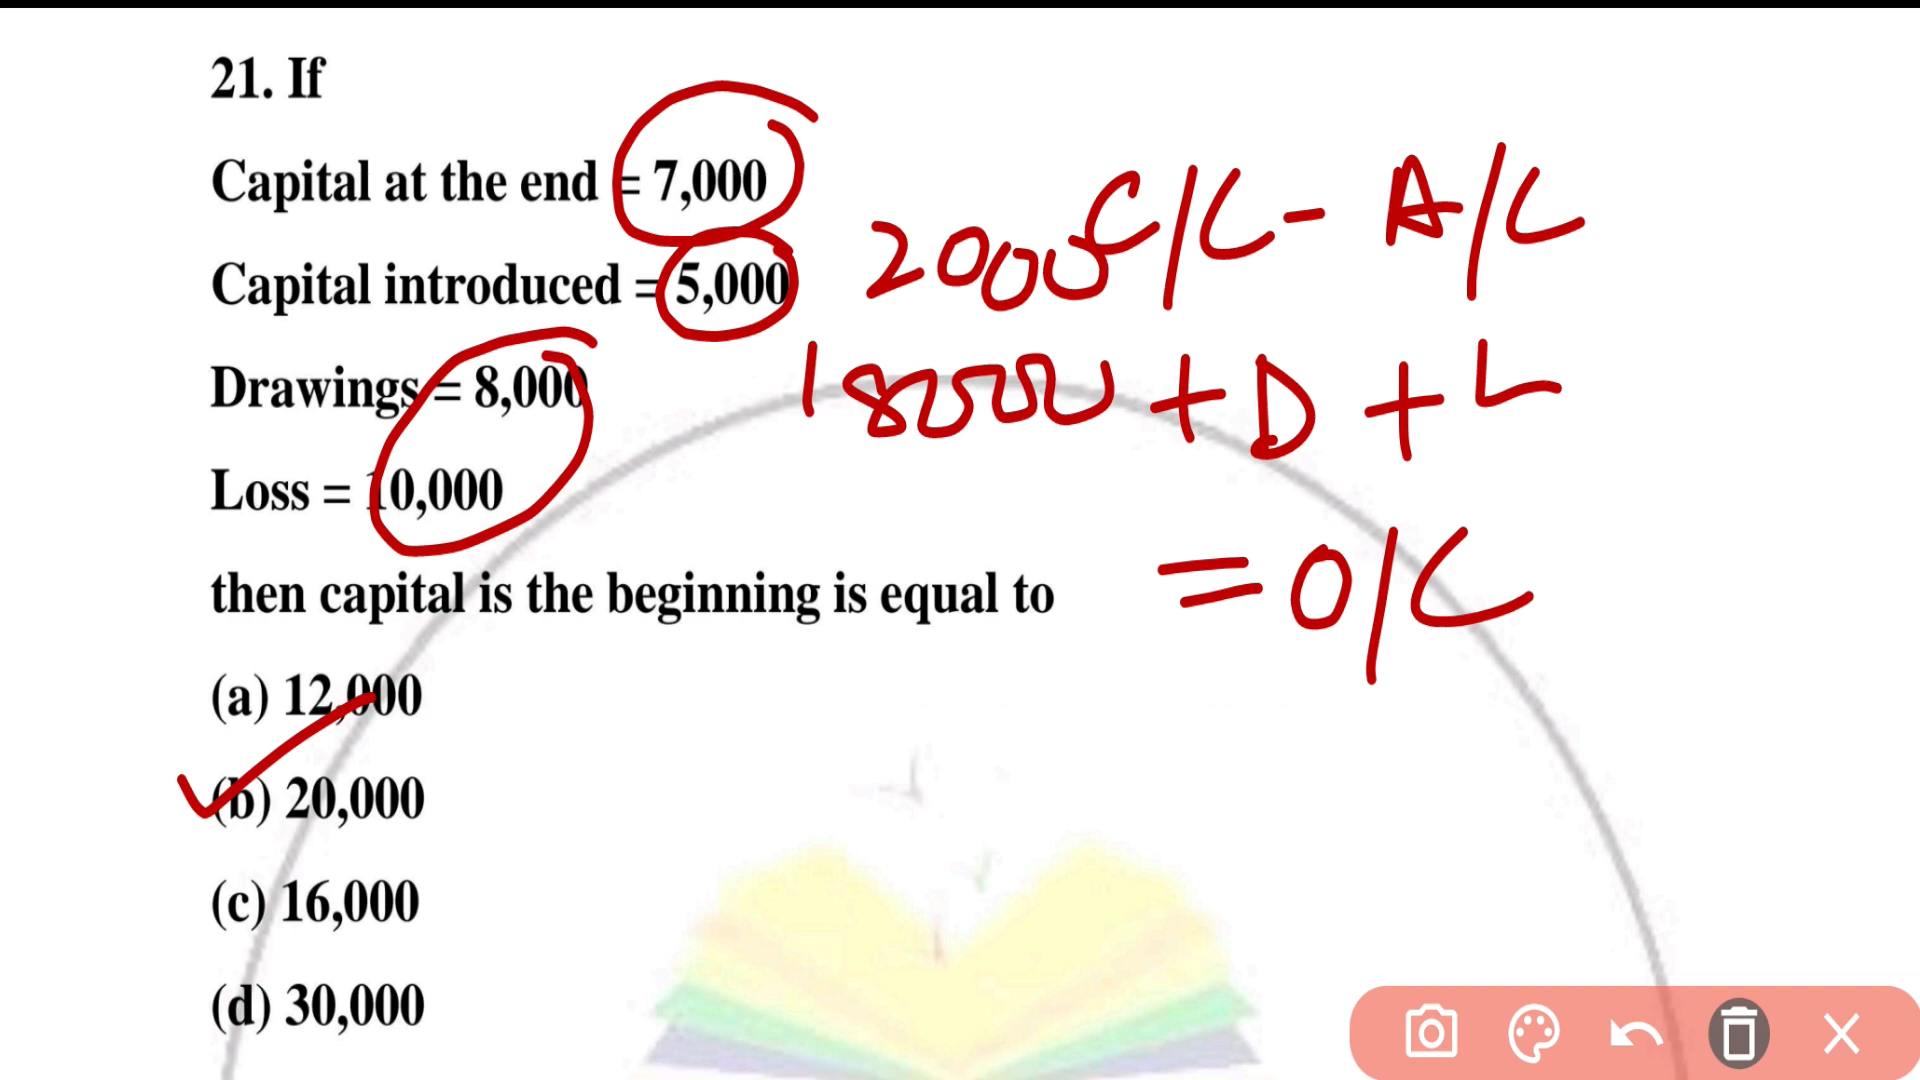 21. If
Capital at the end = 7,000
Capital introduced = 5,000
2000 C/C - A/C
Drawings = 8,000
18000 + D + L
Loss = 10,000
then capital is the beginning is equal to
= O/C
(a) 12,000
(b) 20,000
(c) 16,000
(d) 30,000